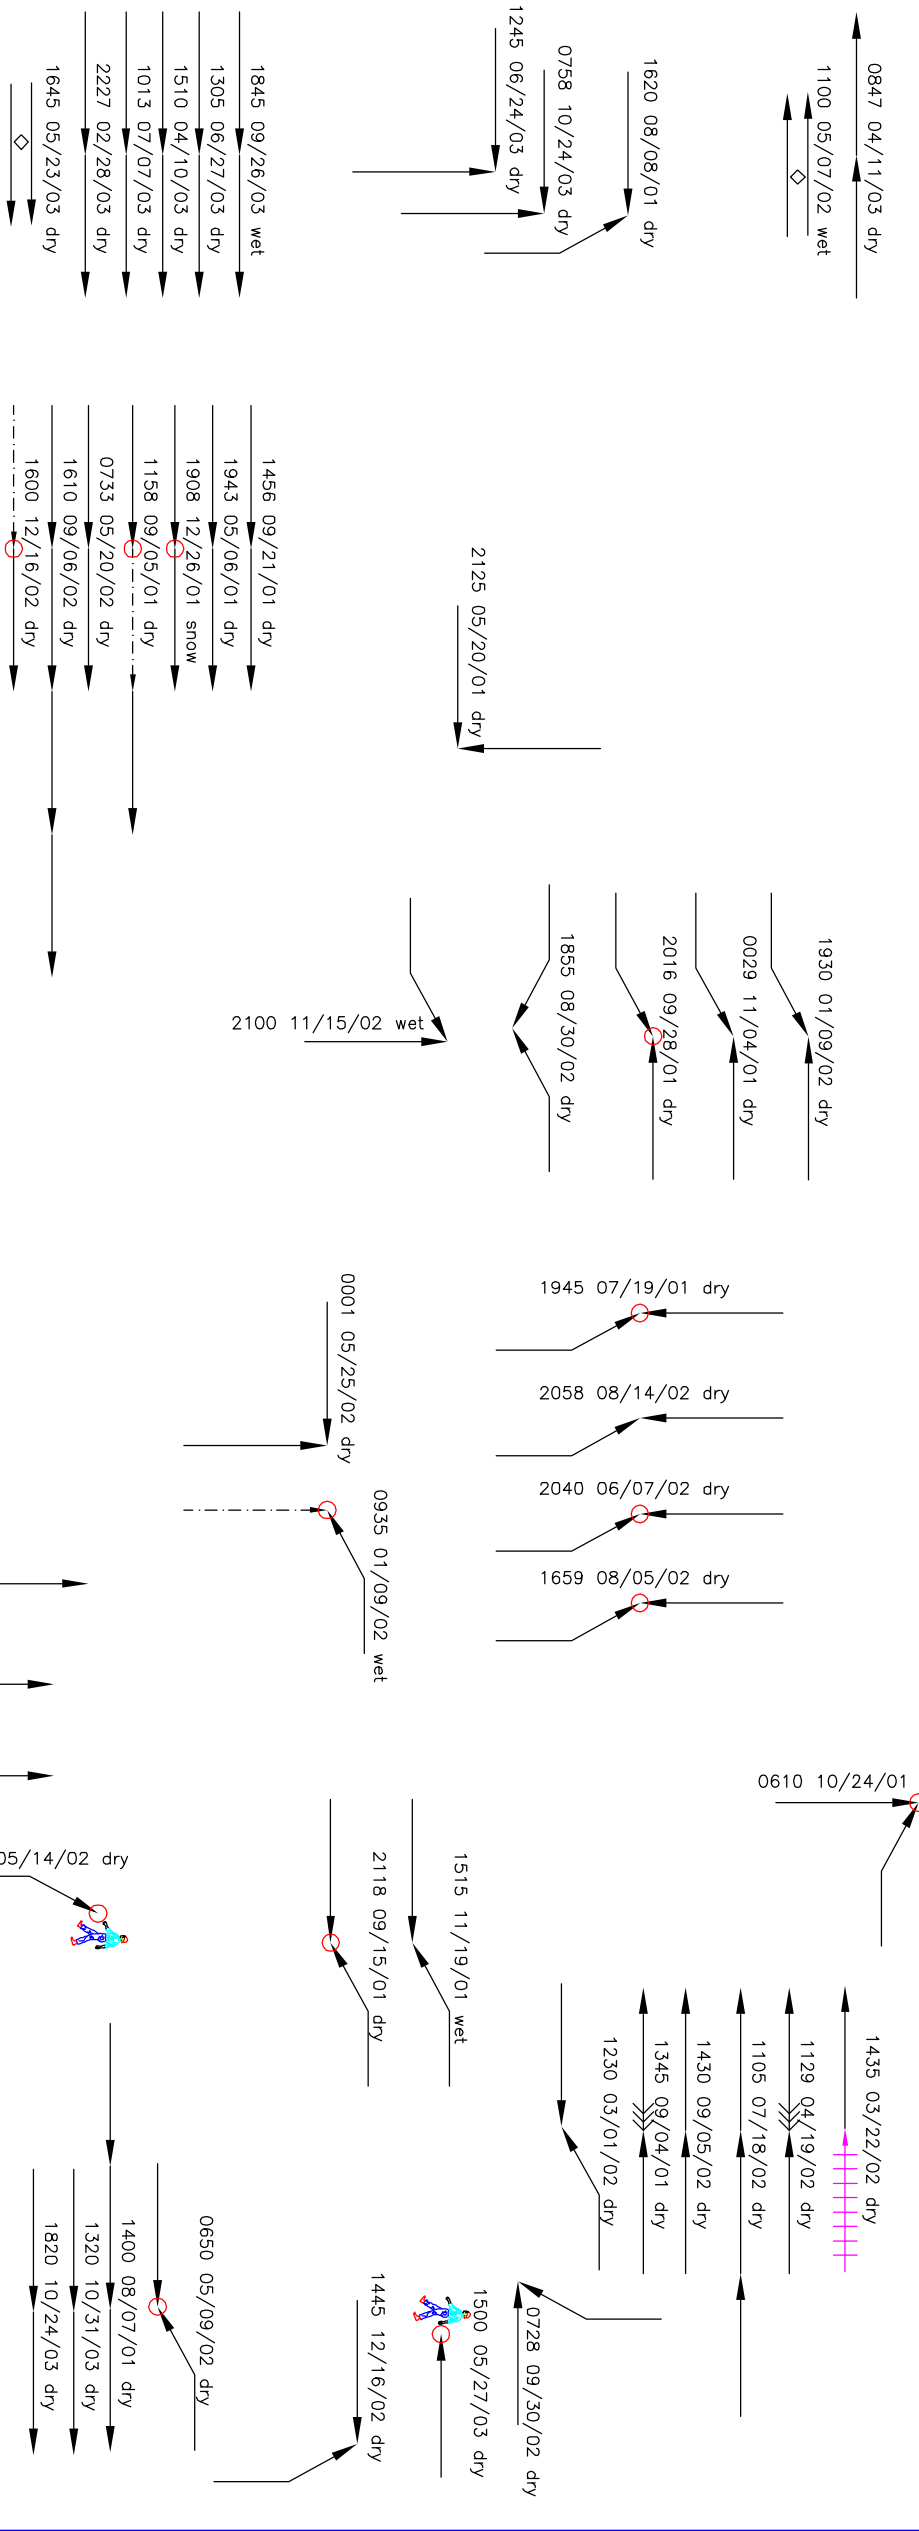 0847 04/11/03 dry
1100 05/07/02 wet
1620 08/08/01 dry
0758 10/24/03 dry
1245 06/24/03 dry
1845 09/26/03 wet
1305 06/27/03 dry
1510 04/10/03 dry
1013 07/07/03 dry
2227 02/28/03 dry
1645 05/23/03 dry
1456 09/21/01 dry
1943 05/06/01 dry
1908 12/26/01 snow
1158 09/05/01 dry
0733 05/20/02 dry
1610 09/06/02 dry
1600 12/16/02 dry
2125 05/20/01 dry
1930 01/09/02 dry
0029 11/04/01 dry
2016 09/28/01 dry
1855 08/30/02 dry
2100 11/15/02 wet
1945 07/19/01 dry
2058 08/14/02 dry
2040 06/07/02 dry
1659 08/05/02 dry
0001 05/25/02 dry
0935 01/09/02 wet
0610 10/24/01
05/14/02 dry
1515 11/19/01 wet
2118 09/15/01 dry
1435 03/22/02 dry
1129 04/19/02 dry
1105 07/18/02 dry
1430 09/05/02 dry
1345 09/04/01 dry
1230 03/01/02 dry
0728 09/30/02 dry
1500 05/27/03 dry
1445 12/16/02 dry
0650 05/09/02 dry
1400 08/07/01 dry
1320 10/31/03 dry
1820 10/24/03 dry